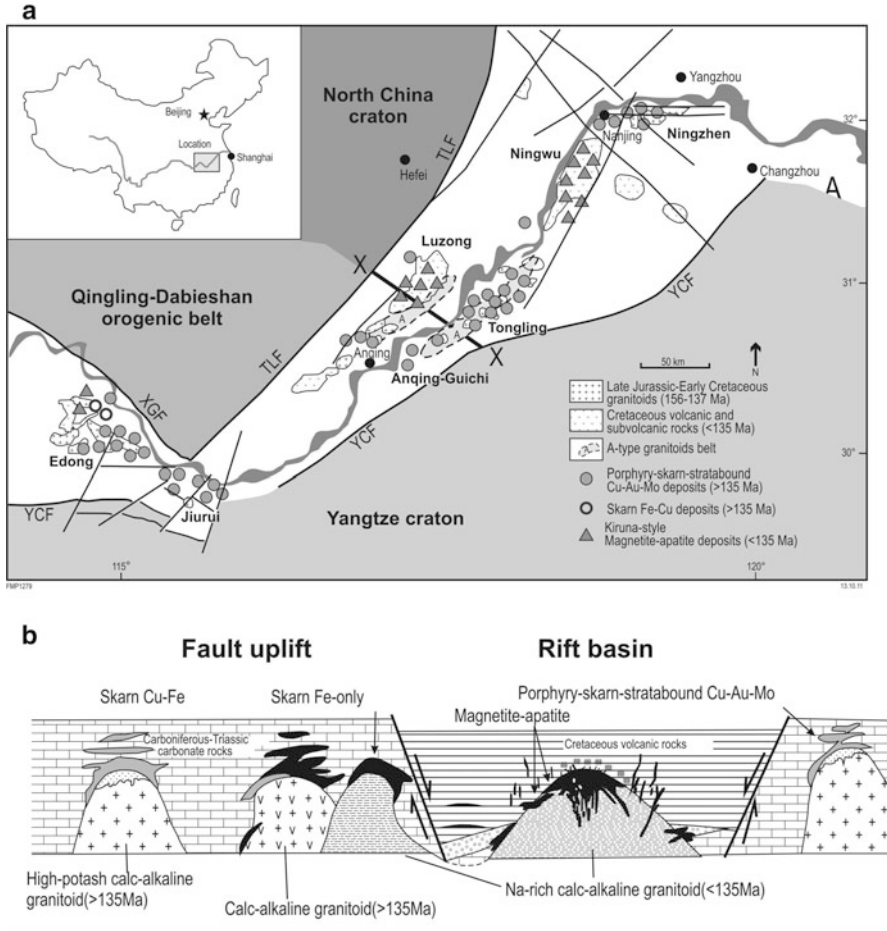 a
North China
craton
Beijing
Location
Shanghai
Hefei
TLF
Yangzhou
Nanjing
Ningzhen
Ningwu
Changzhou
32°
A
Luzong
X
Qingling-Dabieshan
orogenic belt
31°
YCF
TLF
A
A
Tongling
X
Anqing
Anqing-Guichi
50 km
N
XGF
YCF
Late Jurassic-Early Cretaceous
granitoids (156-137 Ma)
Cretaceous volcanic and
subvolcanic rocks (<135 Ma)
A-type granitoids belt
30°
Edong
Porphyry-skarn-stratabound
Cu-Au-Mo deposits (>135 Ma)
Skarn Fe-Cu deposits (>135 Ma)
Kiruna-style
Magnetite-apatite deposits (<135 Ma)
YCF
Jiurui
Yangtze craton
115°
120°
FMP1279
13.10.11
b
Fault uplift
Rift basin
Skarn Cu-Fe
Skarn Fe-only
Porphyry-skarn-stratabound Cu-Au-Mo
Magnetite-apatite
Carboniferous-Triassic
carbonate rocks
Cretaceous volcanic rocks
High-potash calc-alkaline
granitoid(>135Ma)
Calc-alkaline granitoid(>135Ma)
Na-rich calc-alkaline granitoid(<135Ma)